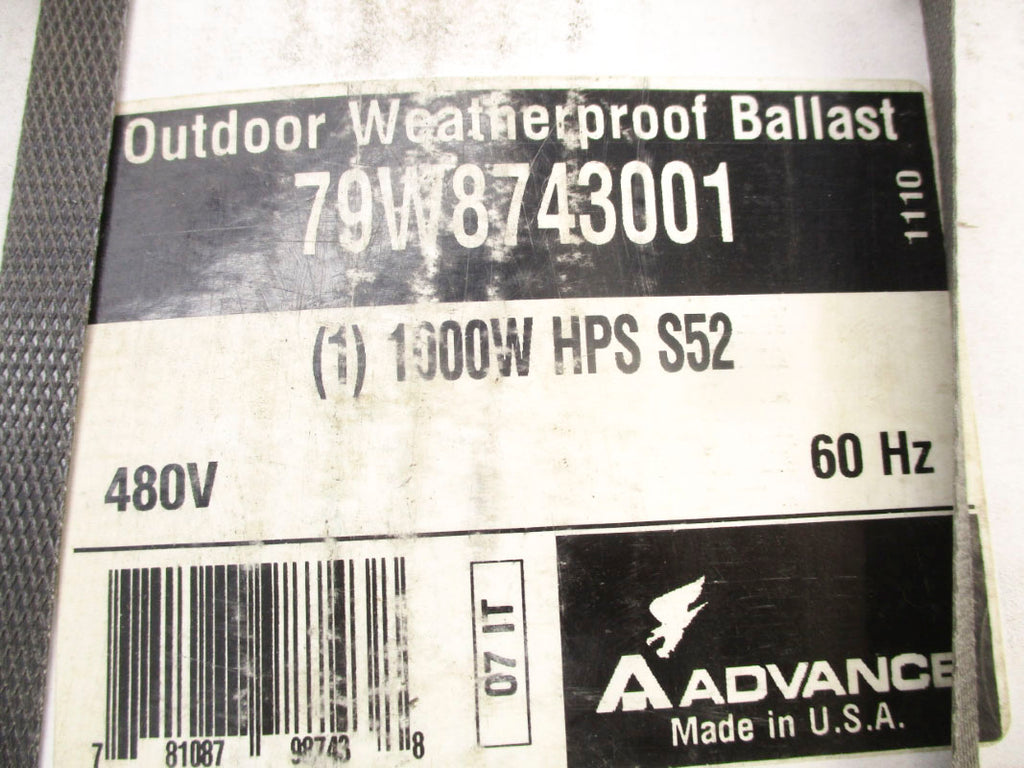 Outdoor Weatherproof Ballast
79W8743001
1110
(1) 1000W HPS S52
480V
60 Hz
07 IT
ADVANCE
Made in U.S.A.
7 81087 98743 8